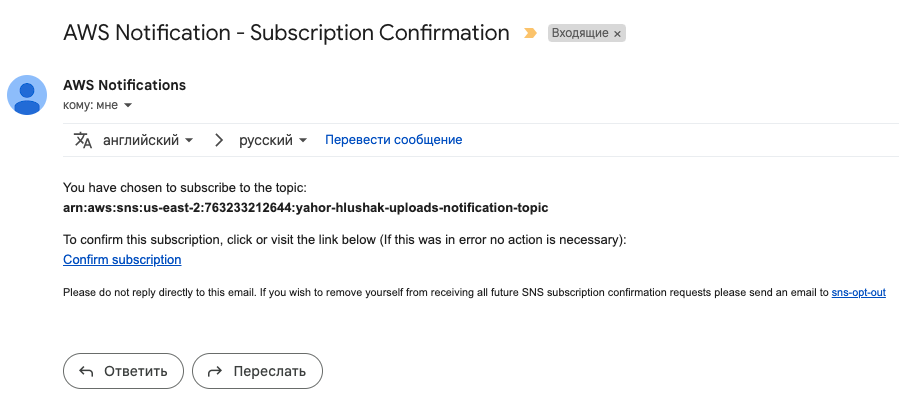 AWS Notification - Subscription Confirmation Входящие ×
AWS Notifications
кому: мне
английский русский Перевести сообщение
You have chosen to subscribe to the topic:
arn:aws:sns:us-east-2:763233212644:yahor-hlushak-uploads-notification-topic
To confirm this subscription, click or visit the link below (If this was in error no action is necessary):
Confirm subscription
Please do not reply directly to this email. If you wish to remove yourself from receiving all future SNS subscription confirmation requests please send an email to sns-opt-out
Ответить Переслать